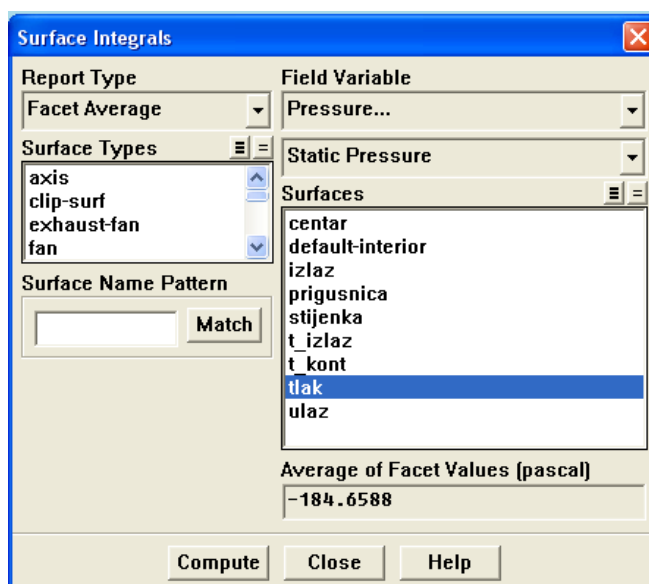 Surface Integrals
Report Type
Facet Average
Surface Types
axis
clip-surf
exhaust-fan
fan
Surface Name Pattern
Match
Field Variable
Pressure...
Static Pressure
Surfaces
centar
default-interior
izlaz
prigusnica
stijenka
t_izlaz
t_kont
tlak
ulaz
Average of Facet Values (pascal)
-184.6588
Compute
Close
Help